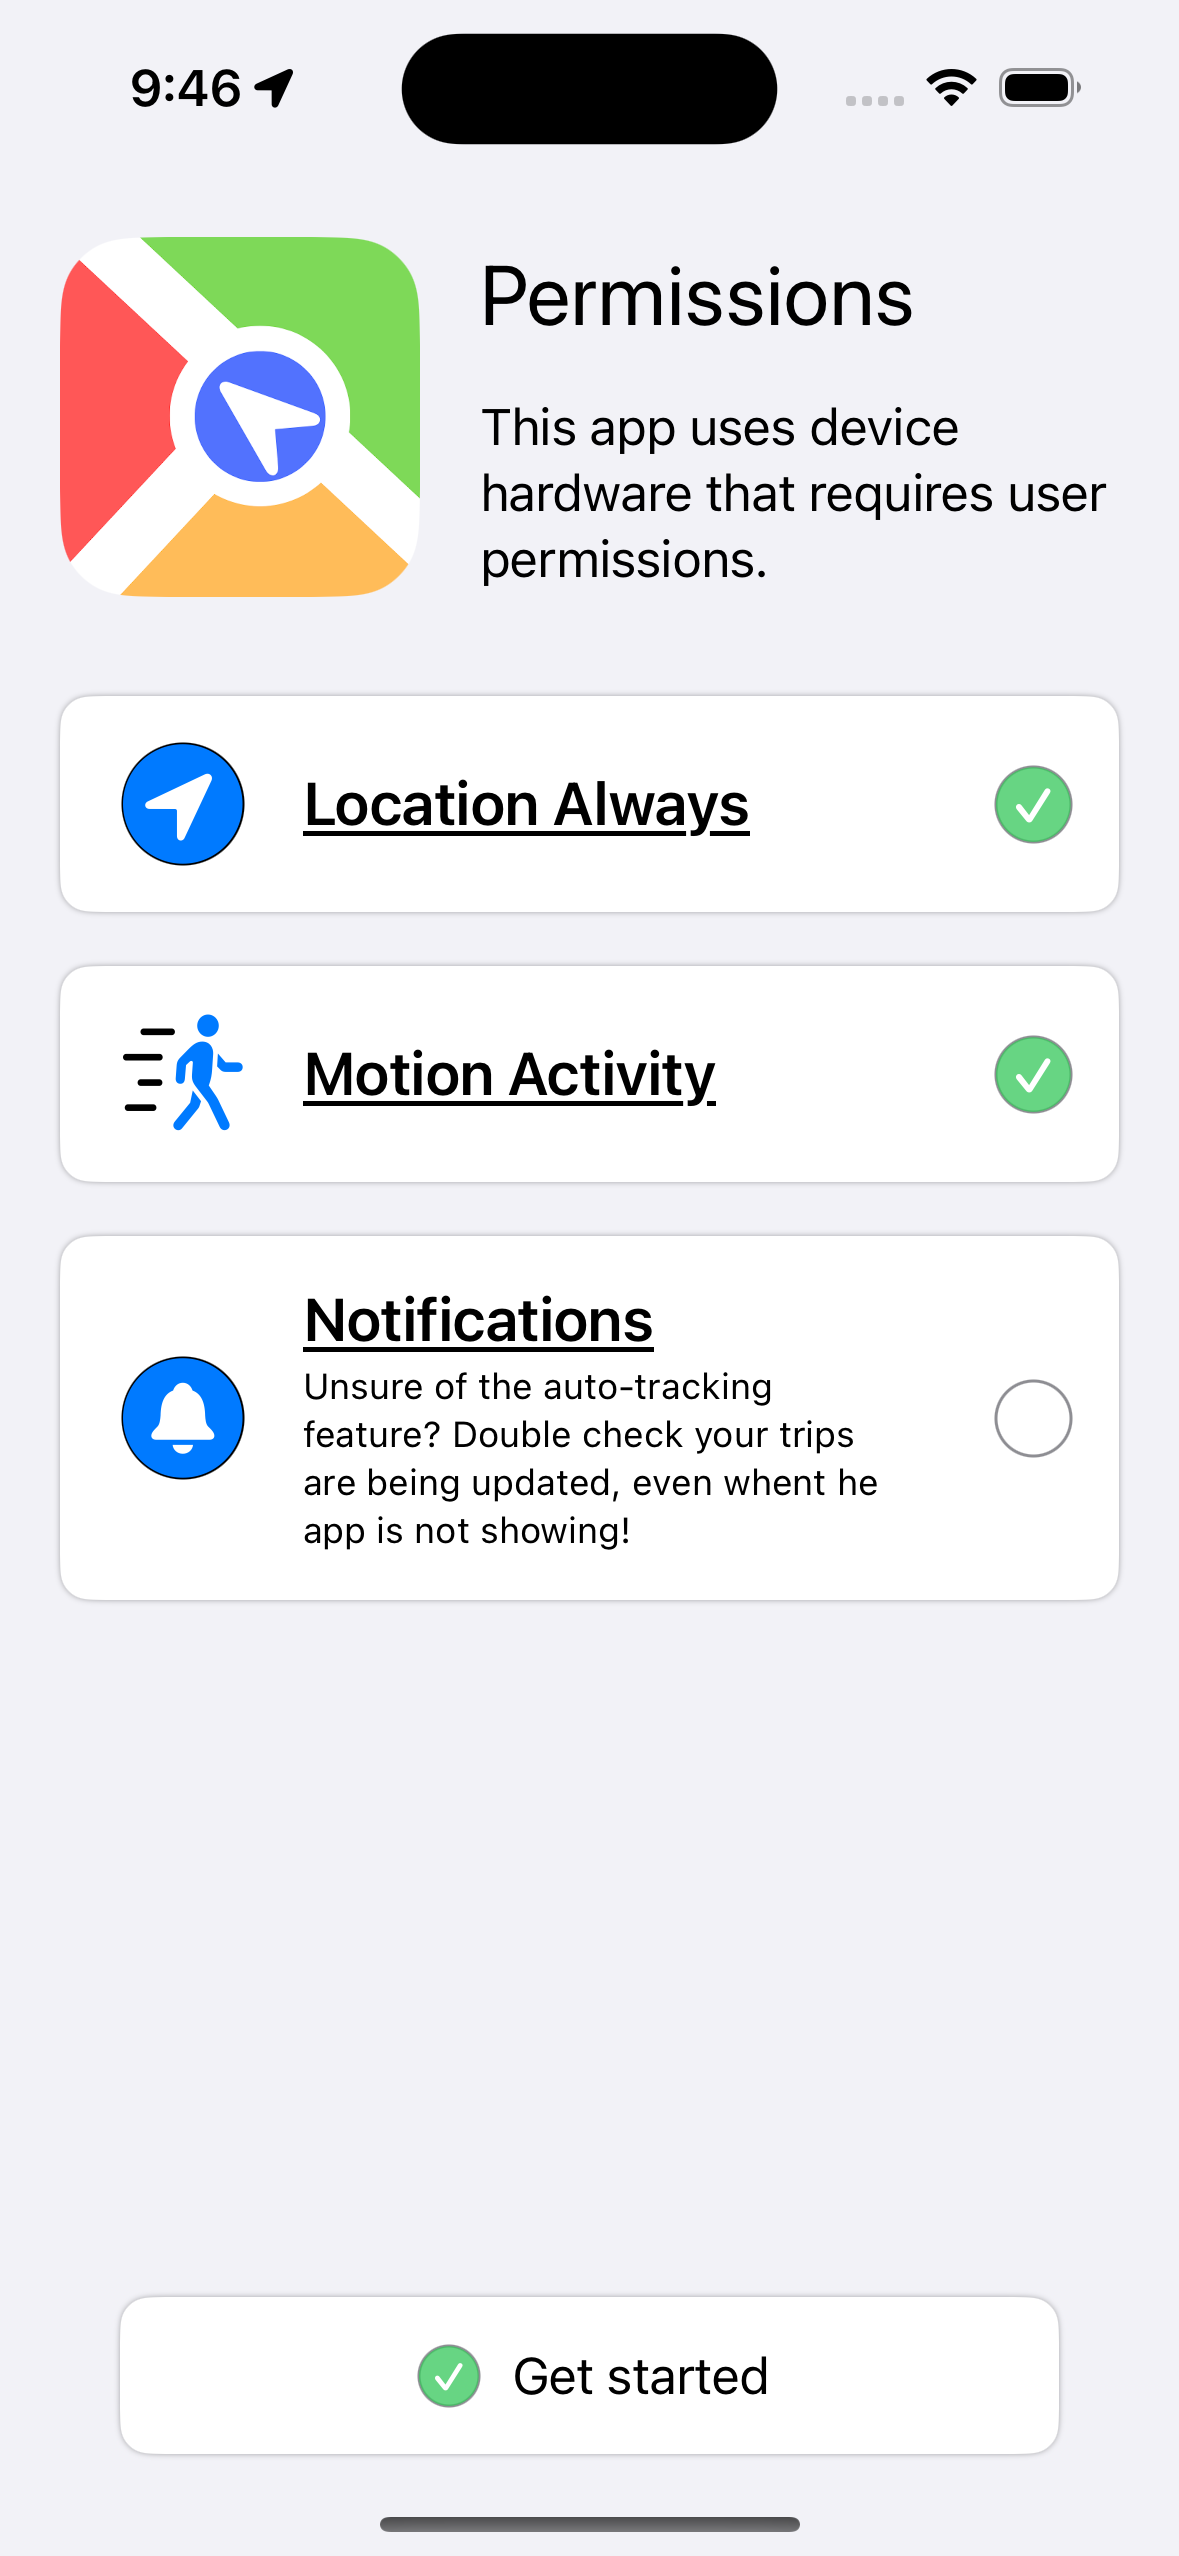 9:46
Permissions
This app uses device
hardware that requires user
permissions.
Location Always
Motion Activity
Notifications
Unsure of the auto-tracking
feature? Double check your trips
are being updated, even whent he
app is not showing!
Get started